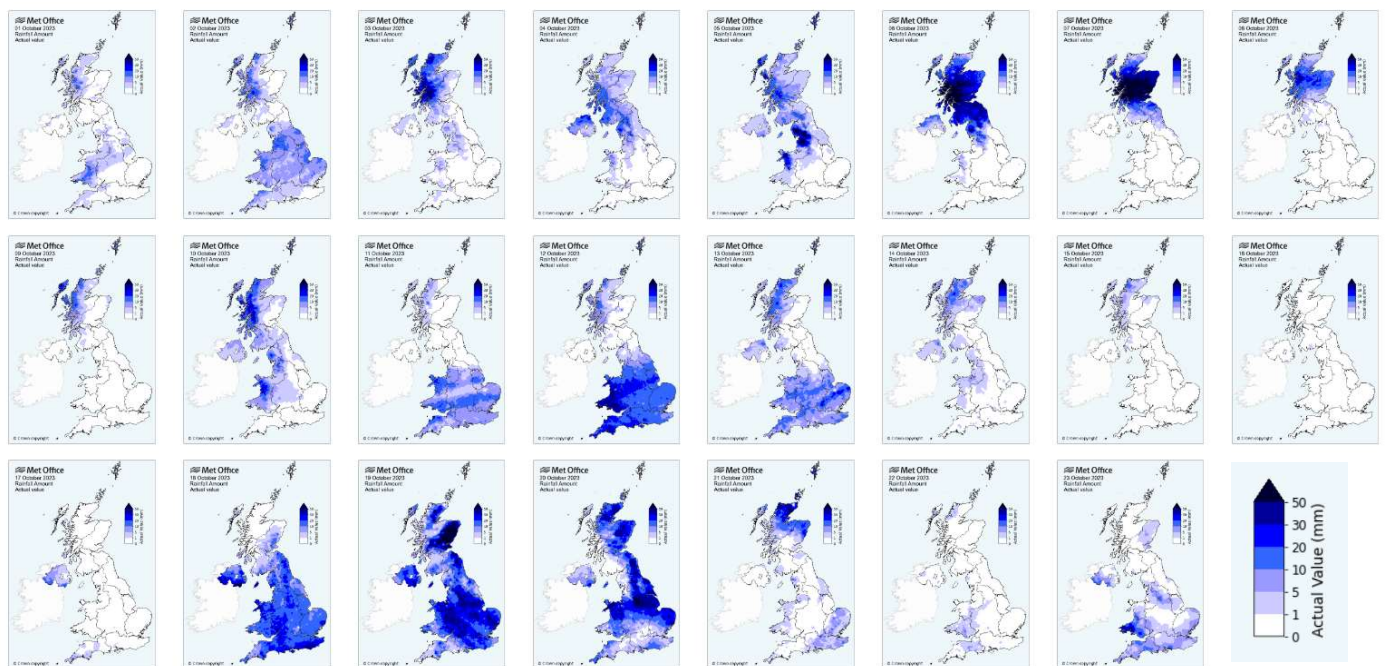 Met Office
01 October 2023
Rainfall Amount
Actual value
Met Office
02 October 2023
Rainfall Amount
Actual value
Met Office
03 October 2023
Rainfall Amount
Actual value
Met Office
04 October 2023
Rainfall Amount
Actual value
Met Office
05 October 2023
Rainfall Amount
Actual value
Met Office
06 October 2023
Rainfall Amount
Actual value
Met Office
07 October 2023
Rainfall Amount
Actual value
Met Office
08 October 2023
Rainfall Amount
Actual value
Met Office
09 October 2023
Rainfall Amount
Actual value
Met Office
10 October 2023
Rainfall Amount
Actual value
Met Office
11 October 2023
Rainfall Amount
Actual value
Met Office
12 October 2023
Rainfall Amount
Actual value
Met Office
13 October 2023
Rainfall Amount
Actual value
Met Office
14 October 2023
Rainfall Amount
Actual value
Met Office
15 October 2023
Rainfall Amount
Actual value
Met Office
16 October 2023
Rainfall Amount
Actual value
Met Office
17 October 2023
Rainfall Amount
Actual value
Met Office
18 October 2023
Rainfall Amount
Actual value
Met Office
19 October 2023
Rainfall Amount
Actual value
Met Office
20 October 2023
Rainfall Amount
Actual value
Met Office
21 October 2023
Rainfall Amount
Actual value
Met Office
22 October 2023
Rainfall Amount
Actual value
Met Office
23 October 2023
Rainfall Amount
Actual value
50
30
20
10
5
1
0
Actual Value (mm)